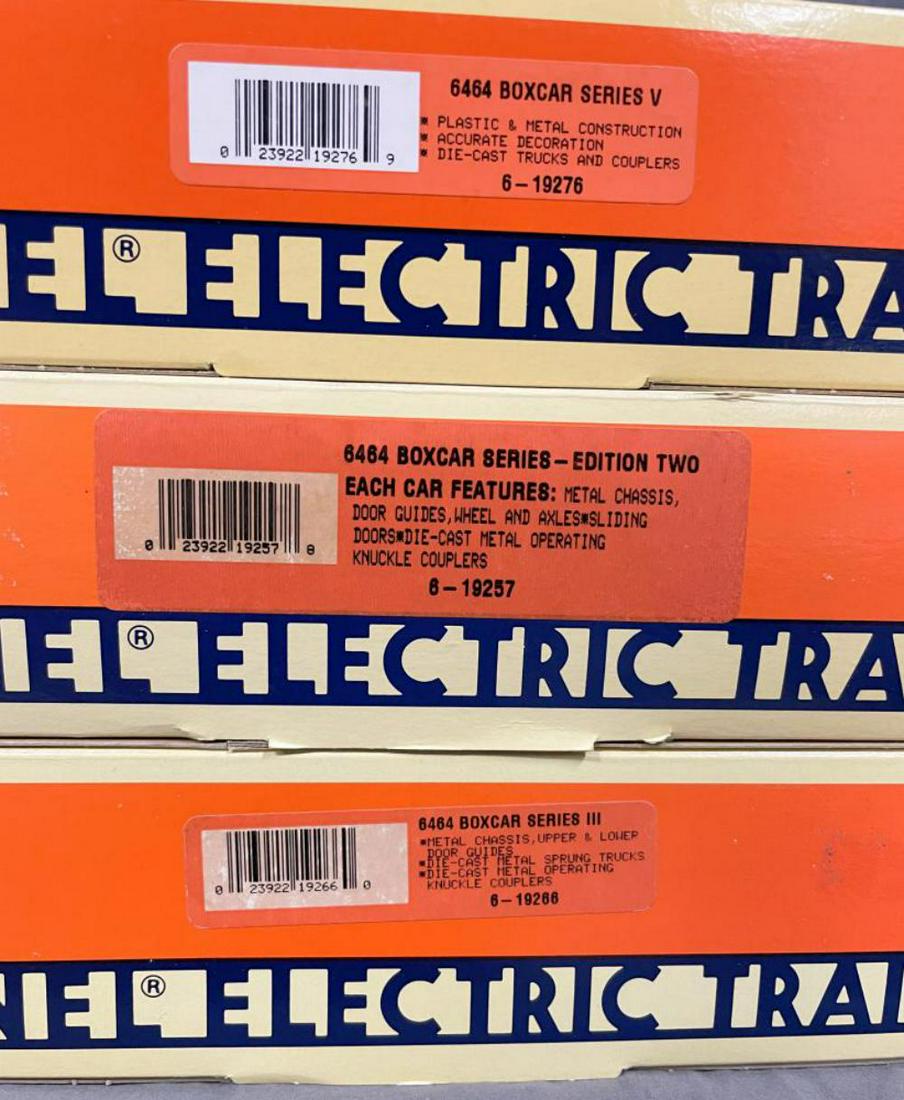 6464 BOXCAR SERIES V
* PLASTIC & METAL CONSTRUCTION
* ACCURATE DECORATION
* DIE-CAST TRUCKS AND COUPLERS
6-19276
0 23922 19276 9
EL® ELECTRIC TRA
6464 BOXCAR SERIES-EDITION TWO
EACH CAR FEATURES: METAL CHASSIS,
DOOR GUIDES,WHEEL AND AXLES*SLIDING
DOORS*DIE-CAST METAL OPERATING
KNUCKLE COUPLERS
6-19257
0 23922 19257 8
EL® ELECTRIC TRA
6464 BOXCAR SERIES III
*METAL CHASSIS,UPPER & LOWER
DOOR GUIDES
*DIE-CAST METAL SPRUNG TRUCKS
*DIE-CAST METAL OPERATING
KNUCKLE COUPLERS
6-19266
0 23922 19266 0
NEL® ELECTRIC TRAI